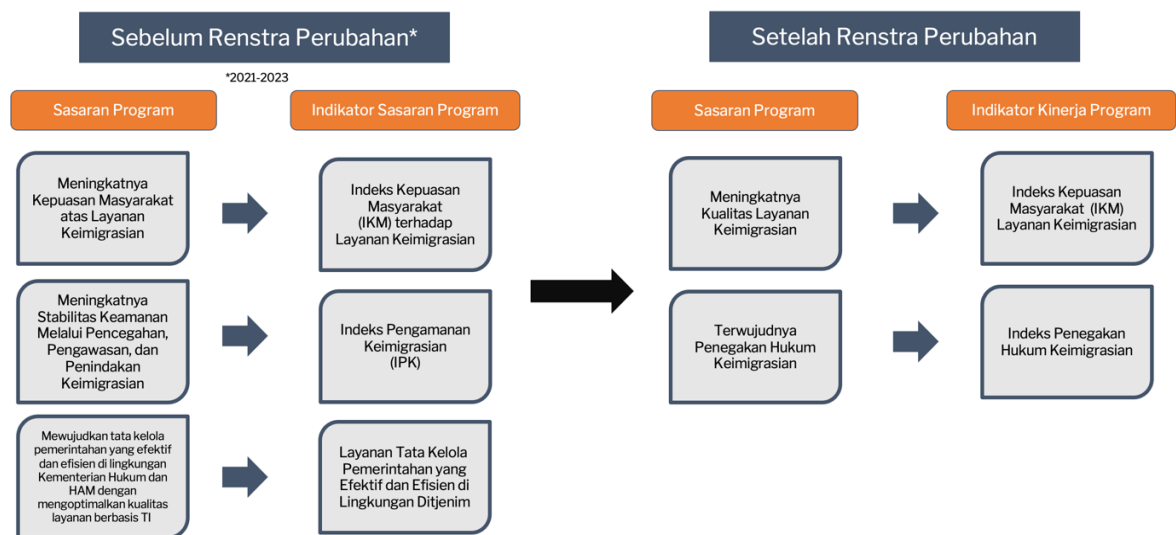 Sebelum Renstra Perubahan*
*2021-2023
Sasaran Program
Indikator Sasaran Program
Meningkatnya
Kepuasan Masyarakat
atas Layanan
Keimigrasian
Indeks Kepuasan
Masyarakat
(IKM) terhadap
Layanan Keimigrasian
Meningkatnya
Stabilitas Keamanan
Melalui Pencegahan,
Pengawasan, dan
Penindakan
Keimigrasian
Indeks Pengamanan
Keimigrasian
(IPK)
Mewujudkan tata kelola
pemerintahan yang efektif
dan efisien di lingkungan
Kementerian Hukum dan
HAM dengan
mengoptimalkan kualitas
layanan berbasis TI
Layanan Tata Kelola
Pemerintahan yang
Efektif dan Efisien di
Lingkungan Ditjenim
Setelah Renstra Perubahan
Sasaran Program
Indikator Kinerja Program
Meningkatnya
Kualitas Layanan
Keimigrasian
Indeks Kepuasan
Masyarakat (IKM)
Layanan Keimigrasian
Terwujudnya
Penegakan Hukum
Keimigrasian
Indeks Penegakan
Hukum Keimigrasian